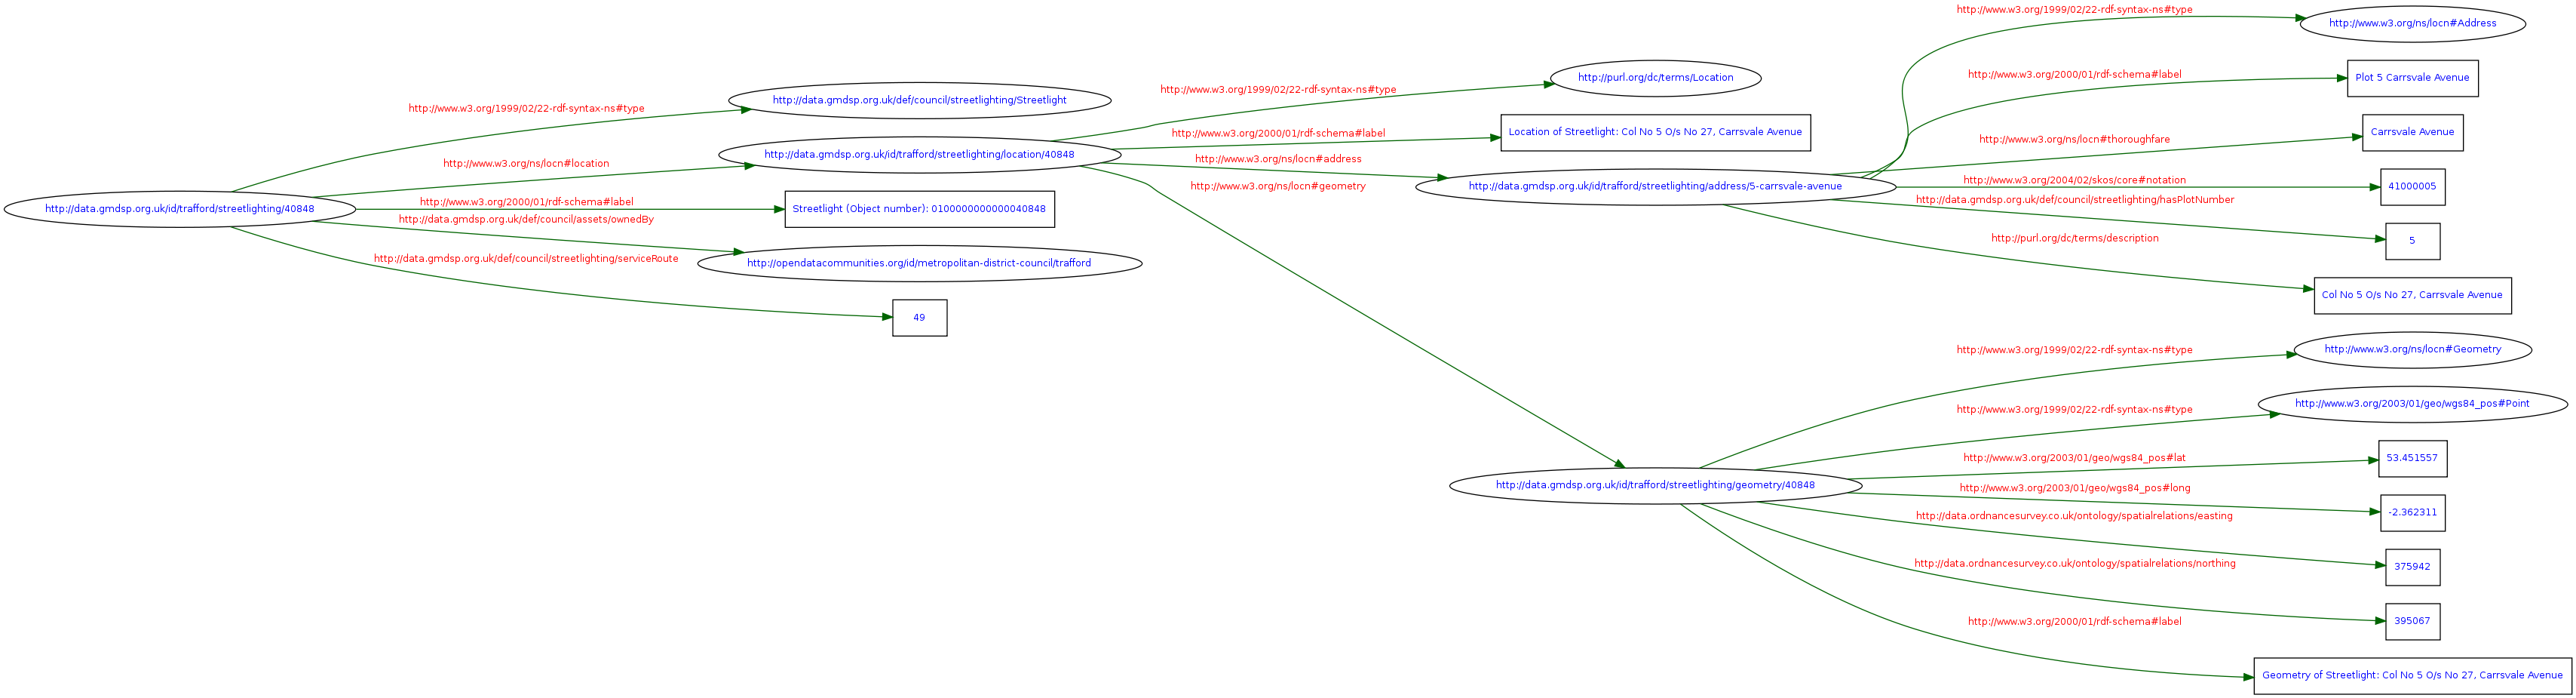 http://data.gmdsp.org.uk/id/trafford/streetlighting/40848
http://www.w3.org/1999/02/22-rdf-syntax-ns#type
http://www.w3.org/ns/locn#location
http://www.w3.org/2000/01/rdf-schema#label
http://data.gmdsp.org.uk/def/council/assets/ownedBy
http://data.gmdsp.org.uk/def/council/streetlighting/serviceRoute
http://data.gmdsp.org.uk/def/council/streetlighting/Streetlight
http://data.gmdsp.org.uk/id/trafford/streetlighting/location/40848
Streetlight (Object number): 0100000000000040848
http://opendatacommunities.org/id/metropolitan-district-council/trafford
49
http://www.w3.org/1999/02/22-rdf-syntax-ns#type
http://www.w3.org/2000/01/rdf-schema#label
http://www.w3.org/ns/locn#address
http://www.w3.org/ns/locn#geometry
http://purl.org/dc/terms/Location
Location of Streetlight: Col No 5 O/s No 27, Carrsvale Avenue
http://data.gmdsp.org.uk/id/trafford/streetlighting/address/5-carrsvale-avenue
http://data.gmdsp.org.uk/id/trafford/streetlighting/geometry/40848
http://www.w3.org/1999/02/22-rdf-syntax-ns#type
http://www.w3.org/2000/01/rdf-schema#label
http://www.w3.org/ns/locn#thoroughfare
http://www.w3.org/2004/02/skos/core#notation
http://data.gmdsp.org.uk/def/council/streetlighting/hasPlotNumber
http://purl.org/dc/terms/description
http://www.w3.org/1999/02/22-rdf-syntax-ns#type
http://www.w3.org/1999/02/22-rdf-syntax-ns#type
http://www.w3.org/2003/01/geo/wgs84_pos#lat
http://www.w3.org/2003/01/geo/wgs84_pos#long
http://data.ordnancesurvey.co.uk/ontology/spatialrelations/easting
http://data.ordnancesurvey.co.uk/ontology/spatialrelations/northing
http://www.w3.org/2000/01/rdf-schema#label
http://www.w3.org/ns/locn#Address
Plot 5 Carrsvale Avenue
Carrsvale Avenue
41000005
5
Col No 5 O/s No 27, Carrsvale Avenue
http://www.w3.org/ns/locn#Geometry
http://www.w3.org/2003/01/geo/wgs84_pos#Point
53.451557
-2.362311
375942
395067
Geometry of Streetlight: Col No 5 O/s No 27, Carrsvale Avenue